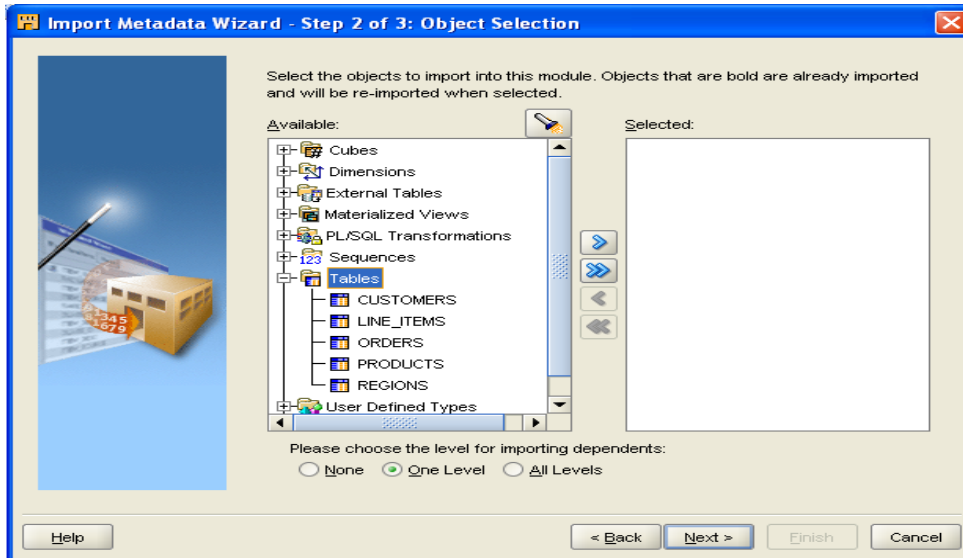 Import Metadata Wizard - Step 2 of 3: Object Selection
Select the objects to import into this module. Objects that are bold are already imported
and will be re-imported when selected.
Available:
Selected:
Cubes
Dimensions
External Tables
Materialized Views
PL/SQL Transformations
123 Sequences
Tables
CUSTOMERS
LINE_ITEMS
ORDERS
PRODUCTS
REGIONS
User Defined Types
1345
1679
Please choose the level for importing dependents:
None One Level All Levels
Help < Back Next > Finish Cancel